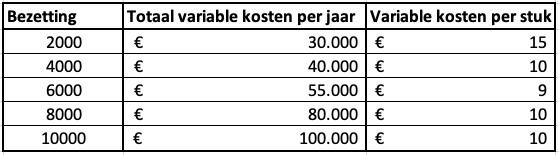 Bezetting Totaal variable kosten per jaar Variable kosten per stuk
2000 € 30.000 € 15
4000 € 40.000 € 10
6000 € 55.000 € 9
8000 € 80.000 € 10
10000 € 100.000 € 10